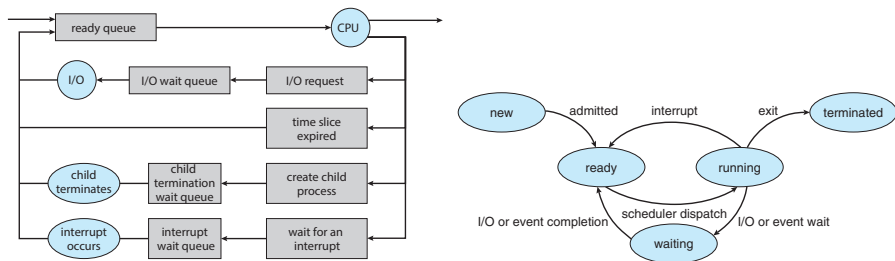 ready queue
CPU
I/O
I/O wait queue
I/O request
time slice
expired
child
terminates
child
termination
wait queue
create child
process
interrupt
occurs
interrupt
wait queue
wait for an
interrupt
new
admitted
interrupt
exit
terminated
ready
running
I/O or event completion
scheduler dispatch
I/O or event wait
waiting